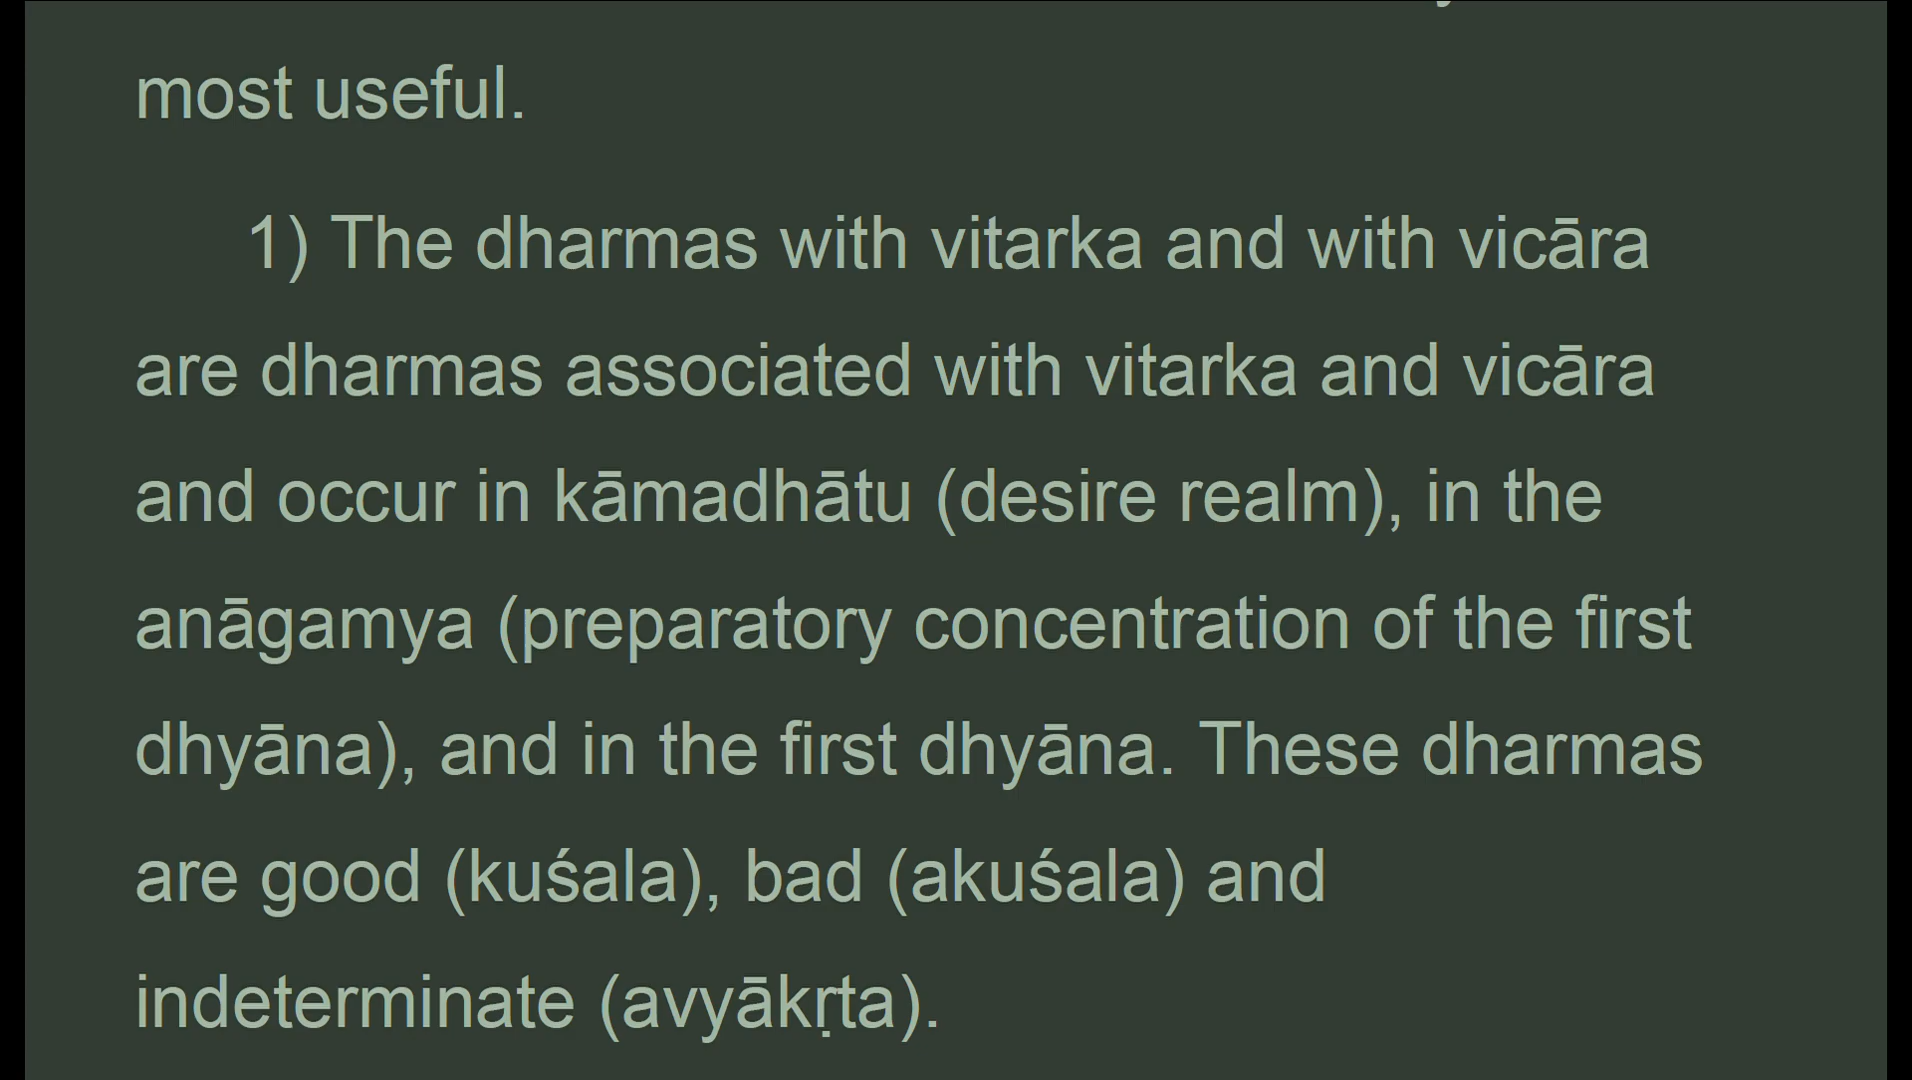 most useful.
1) The dharmas with vitarka and with vicāra
are dharmas associated with vitarka and vicāra
and occur in kāmadhātu (desire realm), in the
anāgamya (preparatory concentration of the first
dhyāna), and in the first dhyāna. These dharmas
are good (kuśala), bad (akuśala) and
indeterminate (avyākṛta).